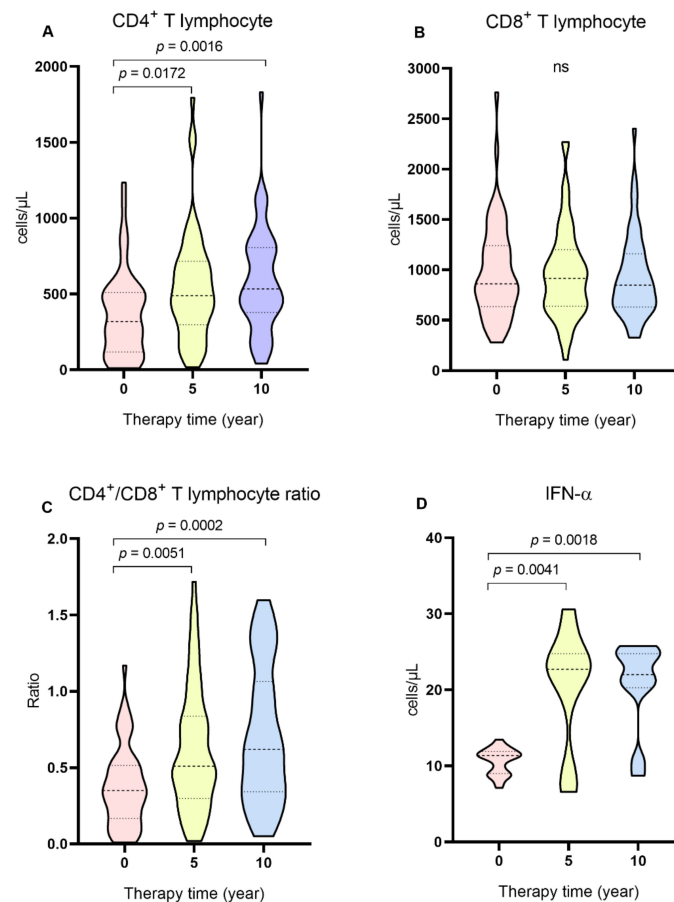 A
CD4⁺ T lymphocyte
p = 0.0016
p = 0.0172
2000
1500
1000
500
0
cells/µL
0 5 10
Therapy time (year)
B
CD8⁺ T lymphocyte
ns
3000
2500
2000
1500
1000
500
0
cells/µL
0 5 10
Therapy time (year)
C
CD4⁺/CD8⁺ T lymphocyte ratio
p = 0.0002
p = 0.0051
2.0
1.5
1.0
0.5
0.0
Ratio
0 5 10
Therapy time (year)
D
IFN-α
p = 0.0018
p = 0.0041
40
30
20
10
0
cells/µL
0 5 10
Therapy time (year)